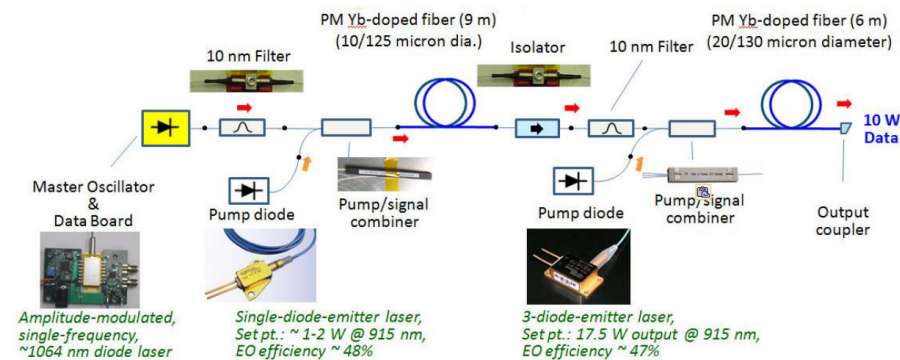 PM Yb-doped fiber (9 m)
(10/125 micron dia.)
PM Yb-doped fiber (6 m)
(20/130 micron diameter)
10 nm Filter
Isolator
10 nm Filter
10 W
Data
Master Oscillator
&
Data Board
Pump diode
Pump/signal
combiner
Pump diode
Pump/signal
combiner
Output
coupler
Amplitude-modulated,
single-frequency,
~1064 nm diode laser
Single-diode-emitter laser,
Set pt.: ~ 1-2 W @ 915 nm,
EO efficiency ~ 48%
3-diode-emitter laser,
Set pt.: 17.5 W output @ 915 nm,
EO efficiency ~ 47%